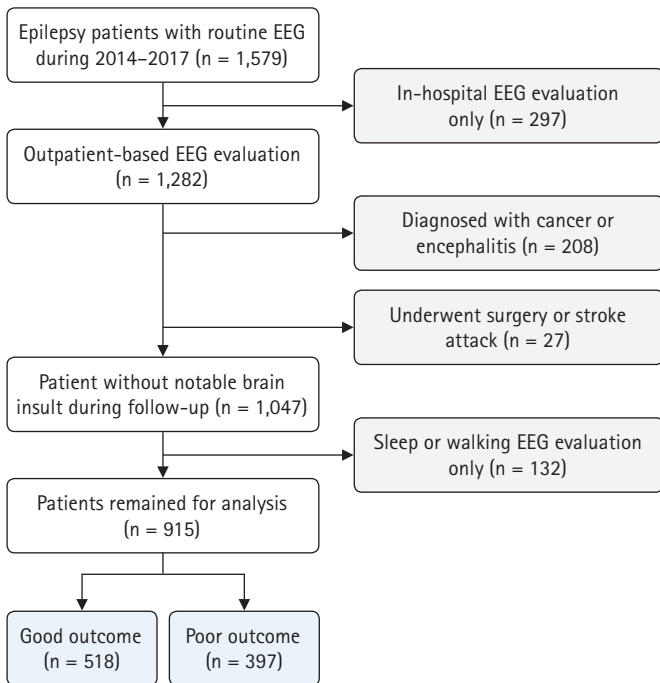 Epilepsy patients with routine EEG
during 2014–2017 (n = 1,579)
In-hospital EEG evaluation
only (n = 297)
Outpatient-based EEG evaluation
(n = 1,282)
Diagnosed with cancer or
encephalitis (n = 208)
Underwent surgery or stroke
attack (n = 27)
Patient without notable brain
insult during follow-up (n = 1,047)
Sleep or walking EEG evaluation
only (n = 132)
Patients remained for analysis
(n = 915)
Good outcome
(n = 518)
Poor outcome
(n = 397)